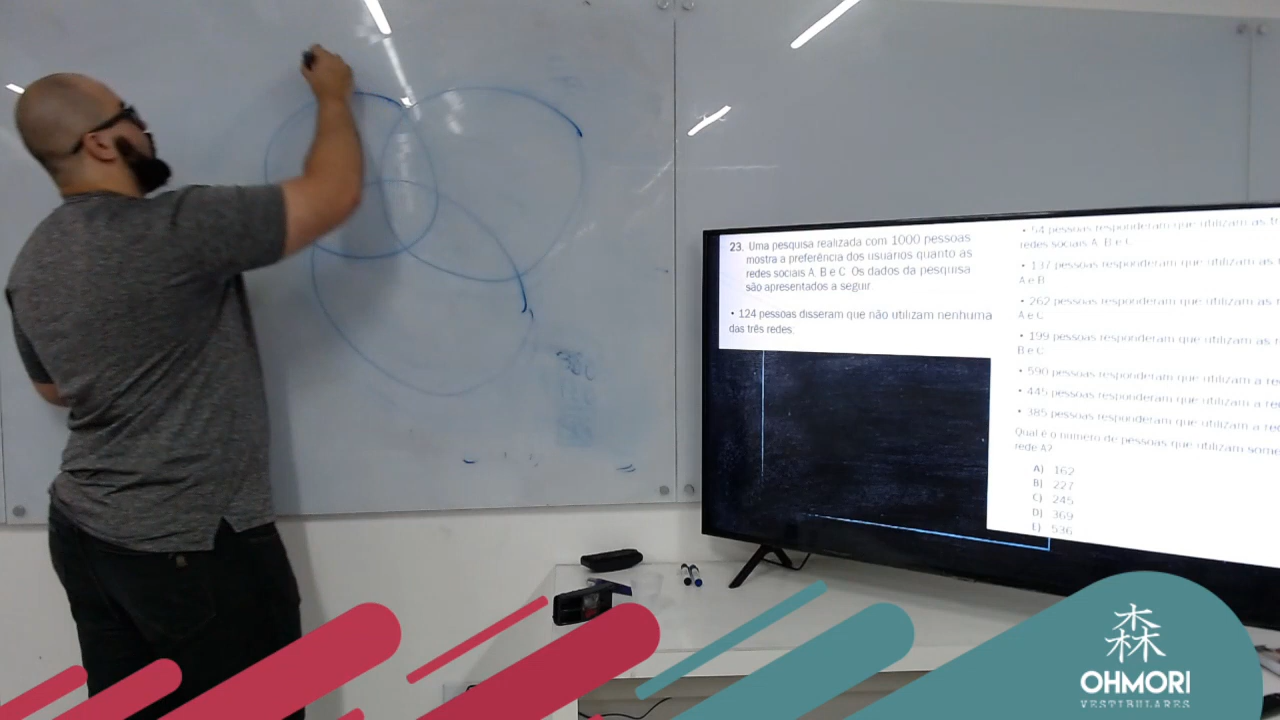 23. Uma pesquisa realizada com 1000 pessoas
mostra a preferência dos usuários quanto as
redes sociais A, B e C. Os dados da pesquisa
são apresentados a seguir.
• 124 pessoas disseram que não utilizam nenhuma
das três redes;
• 54 pessoas responderam que utilizam as
redes sociais A, B e C
• 137 pessoas responderam que utilizam as
A e B
• 262 pessoas responderam que utilizam as
A e C
• 199 pessoas responderam que utilizam as
B e C
• 590 pessoas responderam que utilizam a
• 445 pessoas responderam que utilizam a
• 385 pessoas responderam que utilizam a
Qual é o número de pessoas que utilizam
rede A?
A) 162
B) 227
C) 245
D) 369
E) 536
森林
OHMORI
VESTIBULARES